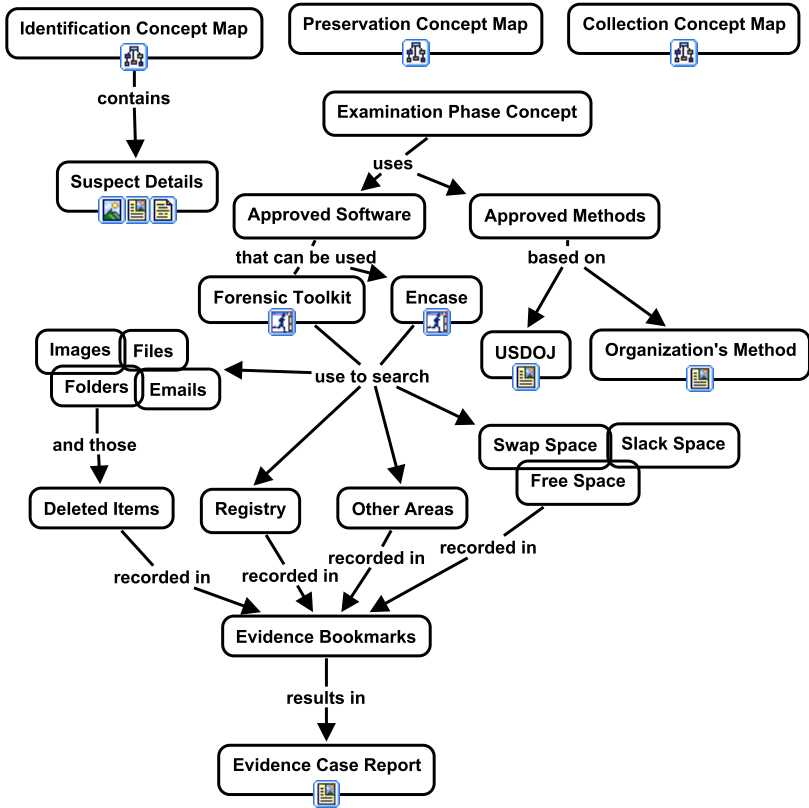 Identification Concept Map
Preservation Concept Map
Collection Concept Map
contains
Examination Phase Concept
uses
Suspect Details
Approved Software
Approved Methods
that can be used
based on
Forensic Toolkit
Encase
Images
Files
Folders
Emails
use to search
USDOJ
Organization's Method
and those
Swap Space
Slack Space
Free Space
Deleted Items
Registry
Other Areas
recorded in
recorded in
recorded in
recorded in
Evidence Bookmarks
results in
Evidence Case Report